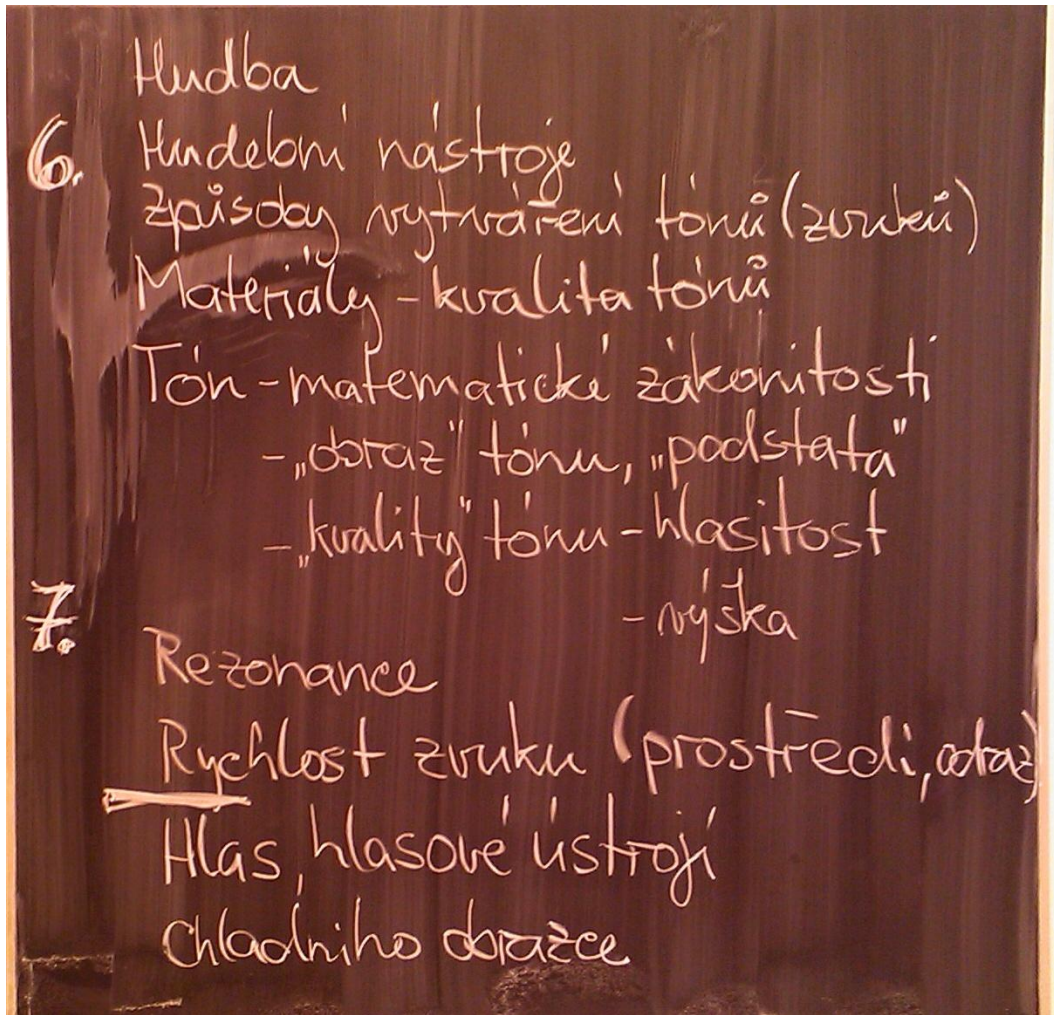 Hudba
6. Hudební nástroje
způsoby vytváření tónů (zvuků)
Materiály - kvalita tónů
Tón - matematické zákonitosti
- „obraz" tónu, „podstata"
- „kvality" tónu - hlasitost
- výška
7.
Rezonance
Rychlost zvuku (prostředí, odraz)
Hlas, hlasové ústrojí
Chladniho obrazce